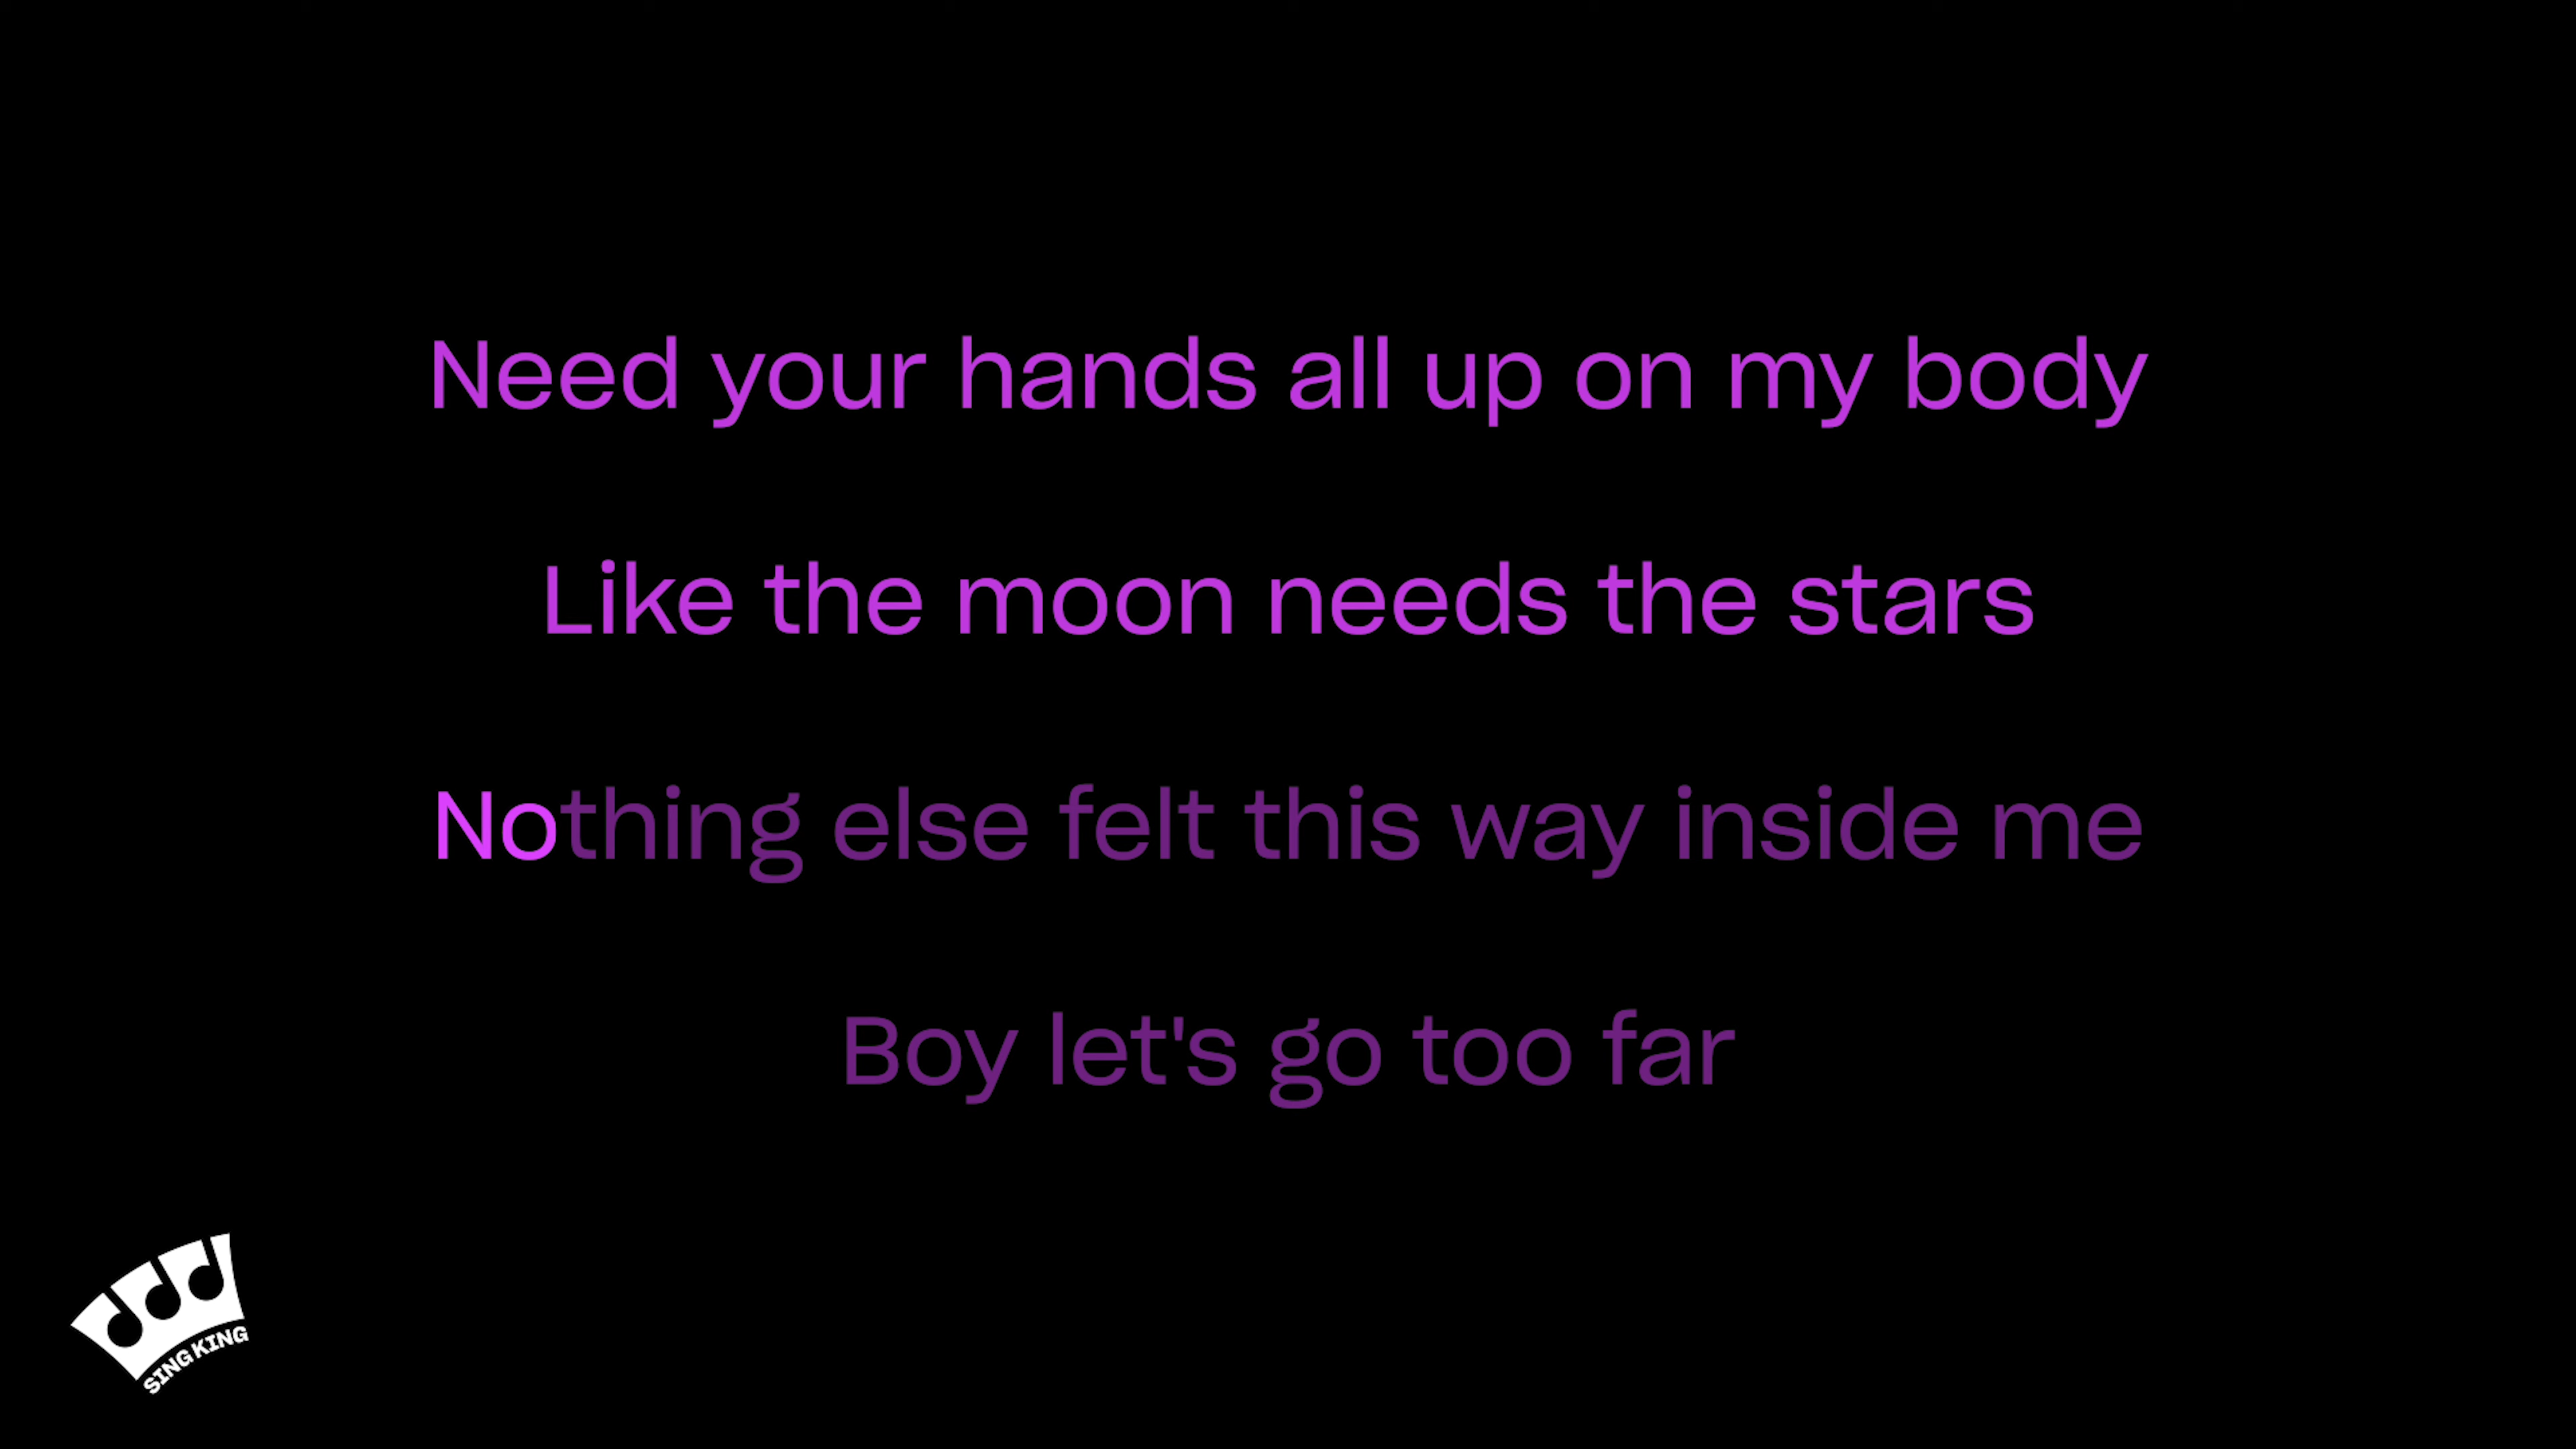 Need your hands all up on my body
Like the moon needs the stars
Nothing else felt this way inside me
Boy let's go too far
SING KING